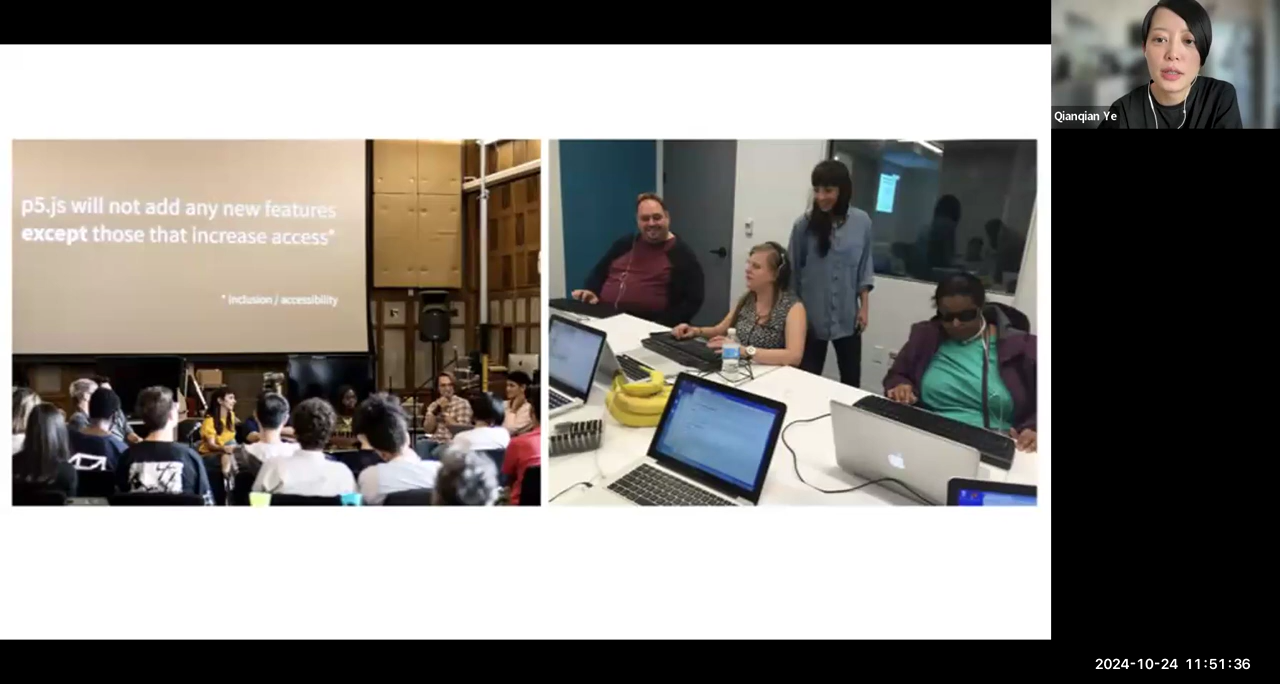 p5.js will not add any new features
except those that increase access*
* inclusion / accessibility
Qianqian Ye
2024-10-24 11:51:36